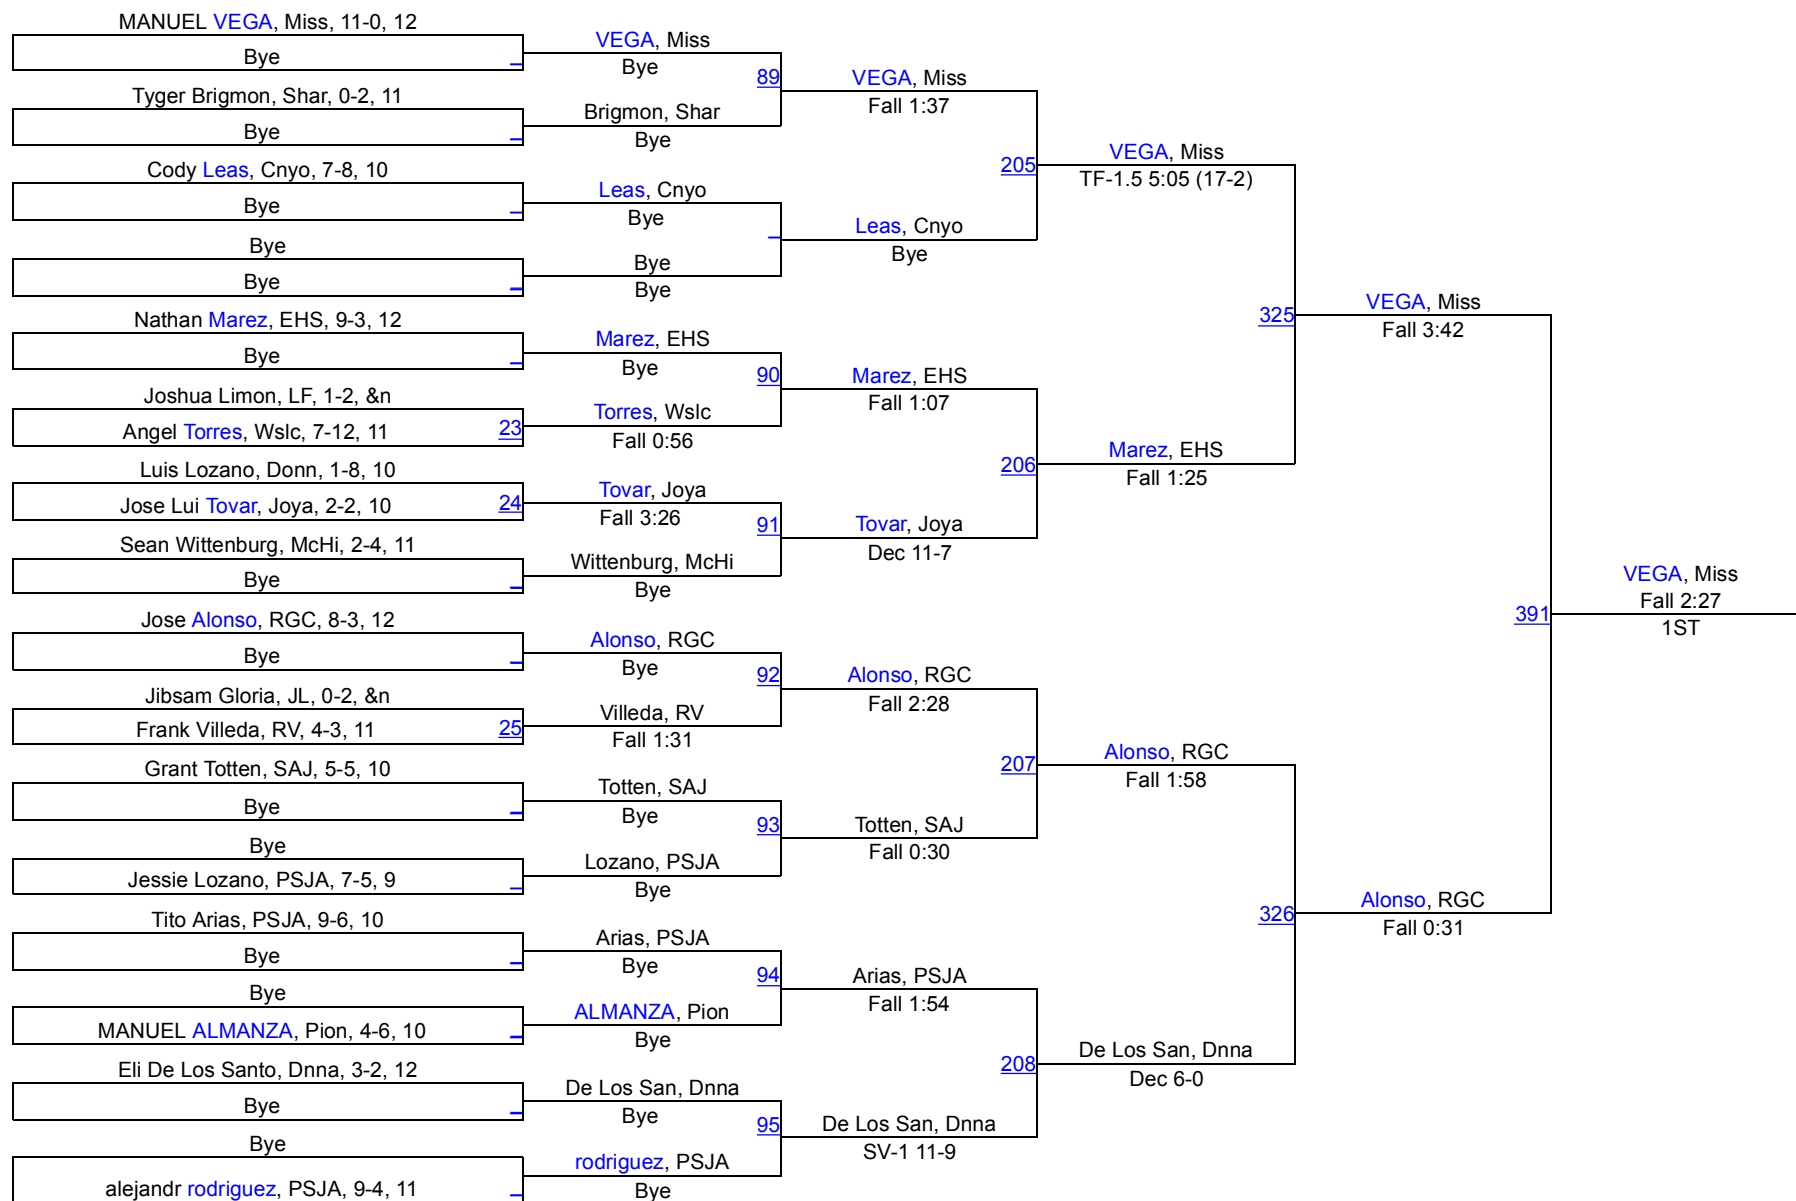 MANUEL VEGA, Miss, 11-0, 12
Bye
Tyger Brigmon, Shar, 0-2, 11
Bye
Cody Leas, Cnyo, 7-8, 10
Bye
Bye
Bye
Nathan Marez, EHS, 9-3, 12
Bye
Joshua Limon, LF, 1-2, &n
Angel Torres, Wslc, 7-12, 11
23
Luis Lozano, Donn, 1-8, 10
Jose Lui Tovar, Joya, 2-2, 10
24
Sean Wittenburg, McHi, 2-4, 11
Bye
Jose Alonso, RGC, 8-3, 12
Bye
Jibsam Gloria, JL, 0-2, &n
Frank Villeda, RV, 4-3, 11
25
Grant Totten, SAJ, 5-5, 10
Bye
Bye
Jessie Lozano, PSJA, 7-5, 9
Tito Arias, PSJA, 9-6, 10
Bye
Bye
MANUEL ALMANZA, Pion, 4-6, 10
Eli De Los Santo, Dnna, 3-2, 12
Bye
Bye
alejandr rodriguez, PSJA, 9-4, 11
VEGA, Miss
Bye
89
Brigmon, Shar
Bye
Leas, Cnyo
Bye
Bye
Bye
Marez, EHS
Bye
90
Torres, Wslc
Fall 0:56
Tovar, Joya
Fall 3:26
91
Wittenburg, McHi
Bye
Alonso, RGC
Bye
92
Villeda, RV
Fall 1:31
Totten, SAJ
Bye
93
Lozano, PSJA
Bye
Arias, PSJA
Bye
94
ALMANZA, Pion
Bye
De Los San, Dnna
Bye
95
rodriguez, PSJA
Bye
VEGA, Miss
Fall 1:37
205
Leas, Cnyo
Bye
Marez, EHS
Fall 1:07
206
Tovar, Joya
Dec 11-7
Alonso, RGC
Fall 2:28
207
Totten, SAJ
Fall 0:30
Arias, PSJA
Fall 1:54
208
De Los San, Dnna
SV-1 11-9
VEGA, Miss
TF-1.5 5:05 (17-2)
325
Marez, EHS
Fall 1:25
Alonso, RGC
Fall 1:58
326
De Los San, Dnna
Dec 6-0
VEGA, Miss
Fall 3:42
391
Alonso, RGC
Fall 0:31
VEGA, Miss
Fall 2:27
1ST